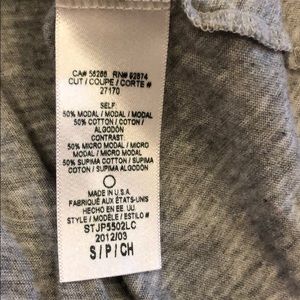 CA# 56286 RN# 92874
CUT / COUPE / CORTE #
27170
SELF:
50% MODAL / MODAL / MODAL
50% COTTON / COTON /
ALGODÓN
CONTRAST:
50% MICRO MODAL / MICRO
MODAL / MICRO MODAL
50% SUPIMA COTTON / COTON
SUPIMA / ALGODÓN SUPIMA
MADE IN U.S.A.
FABRIQUÉ AUX ÉTATS-UNIS
HECHO EN EE. UU.
STYLE / MODÈLE / ESTILO #
STJP5502LC
2012/03
S / P / CH